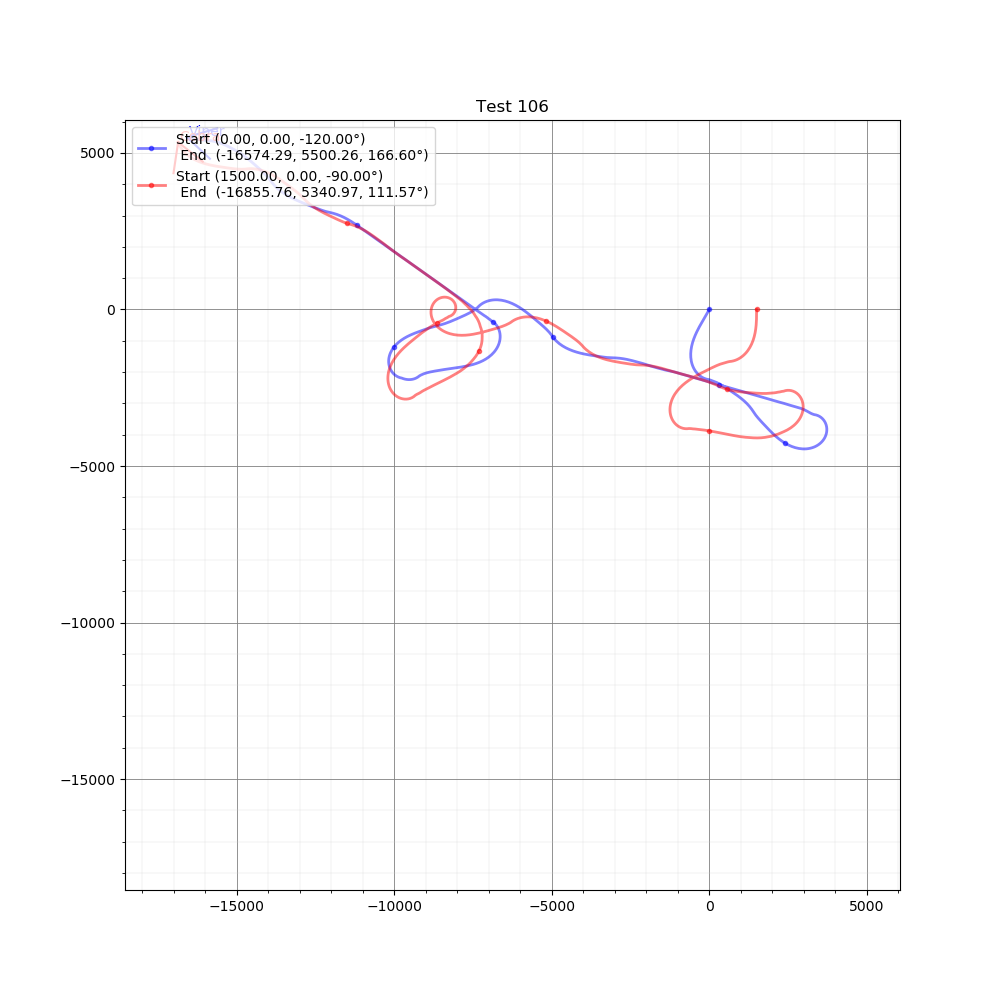 Test 106
Viper
Start (0.00, 0.00, -120.00°)
End (-16574.29, 5500.26, 166.60°)
Start (1500.00, 0.00, -90.00°)
End (-16855.76, 5340.97, 111.57°)
5000
0
−5000
−10000
−15000
−15000
−10000
−5000
0
5000